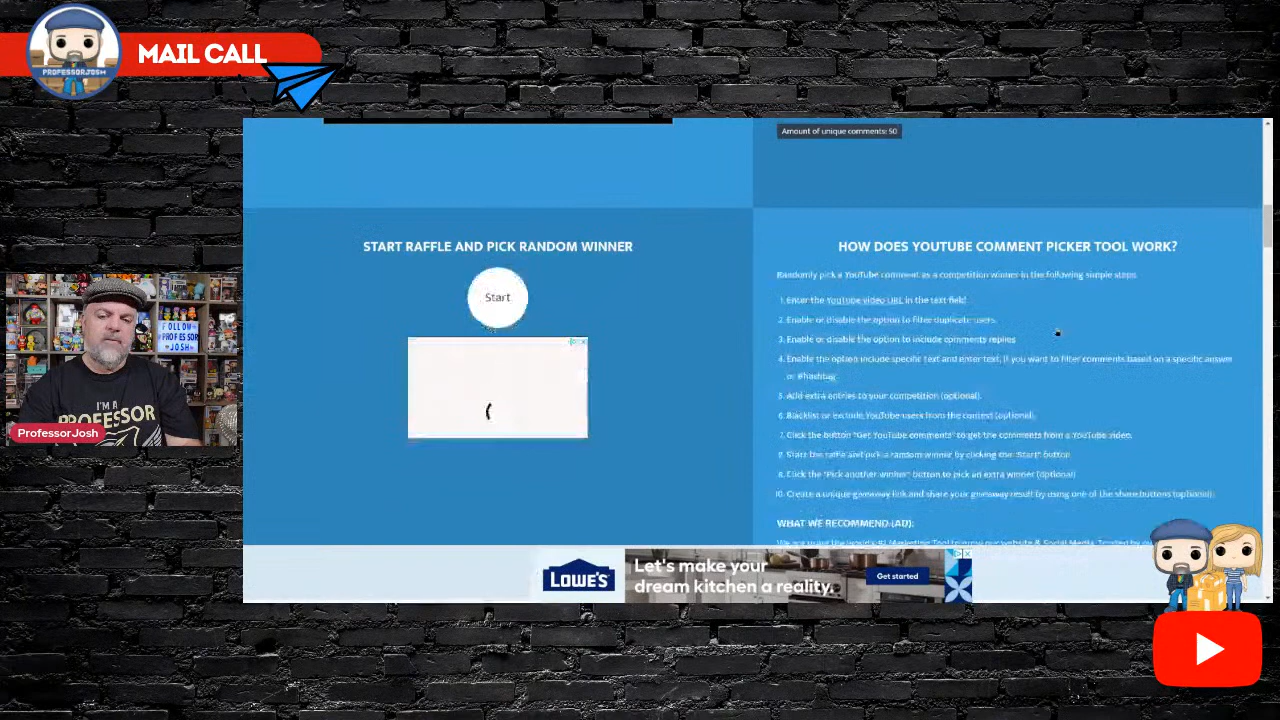 MAIL CALL
PROFESSORJOSH
Amount of unique comments: 50
START RAFFLE AND PICK RANDOM WINNER
Start
HOW DOES YOUTUBE COMMENT PICKER TOOL WORK?
Randomly pick a YouTube comment as a competition winner in the following simple steps.
1. Enter the YouTube video URL in the text field.
2. Enable or disable the option to filter duplicate users.
3. Enable or disable the option to include comments replies
4. Enable the option include specific text and enter text, if you want to filter comments based on a specific answer
or #hashtag.
5. Add extra entries to your competition (optional).
6. Blacklist or exclude YouTube users from the contest (optional).
7. Click the button "Get YouTube comments" to get the comments from a YouTube video.
Start the raffle and pick a random winner by clicking the "Start" button
Click the "Pick another winner" button to pick an extra winner (optional)
10. Create a unique giveaway link and share your giveaway result by using one of the share buttons (optional).
WHAT WE RECOMMEND (AD):
FOLLOW
PROFESSOR
JOSH
I'M A
PROFESSOR
ProfessorJosh
LOWE'S
Let's make your
dream kitchen a reality.
Get started